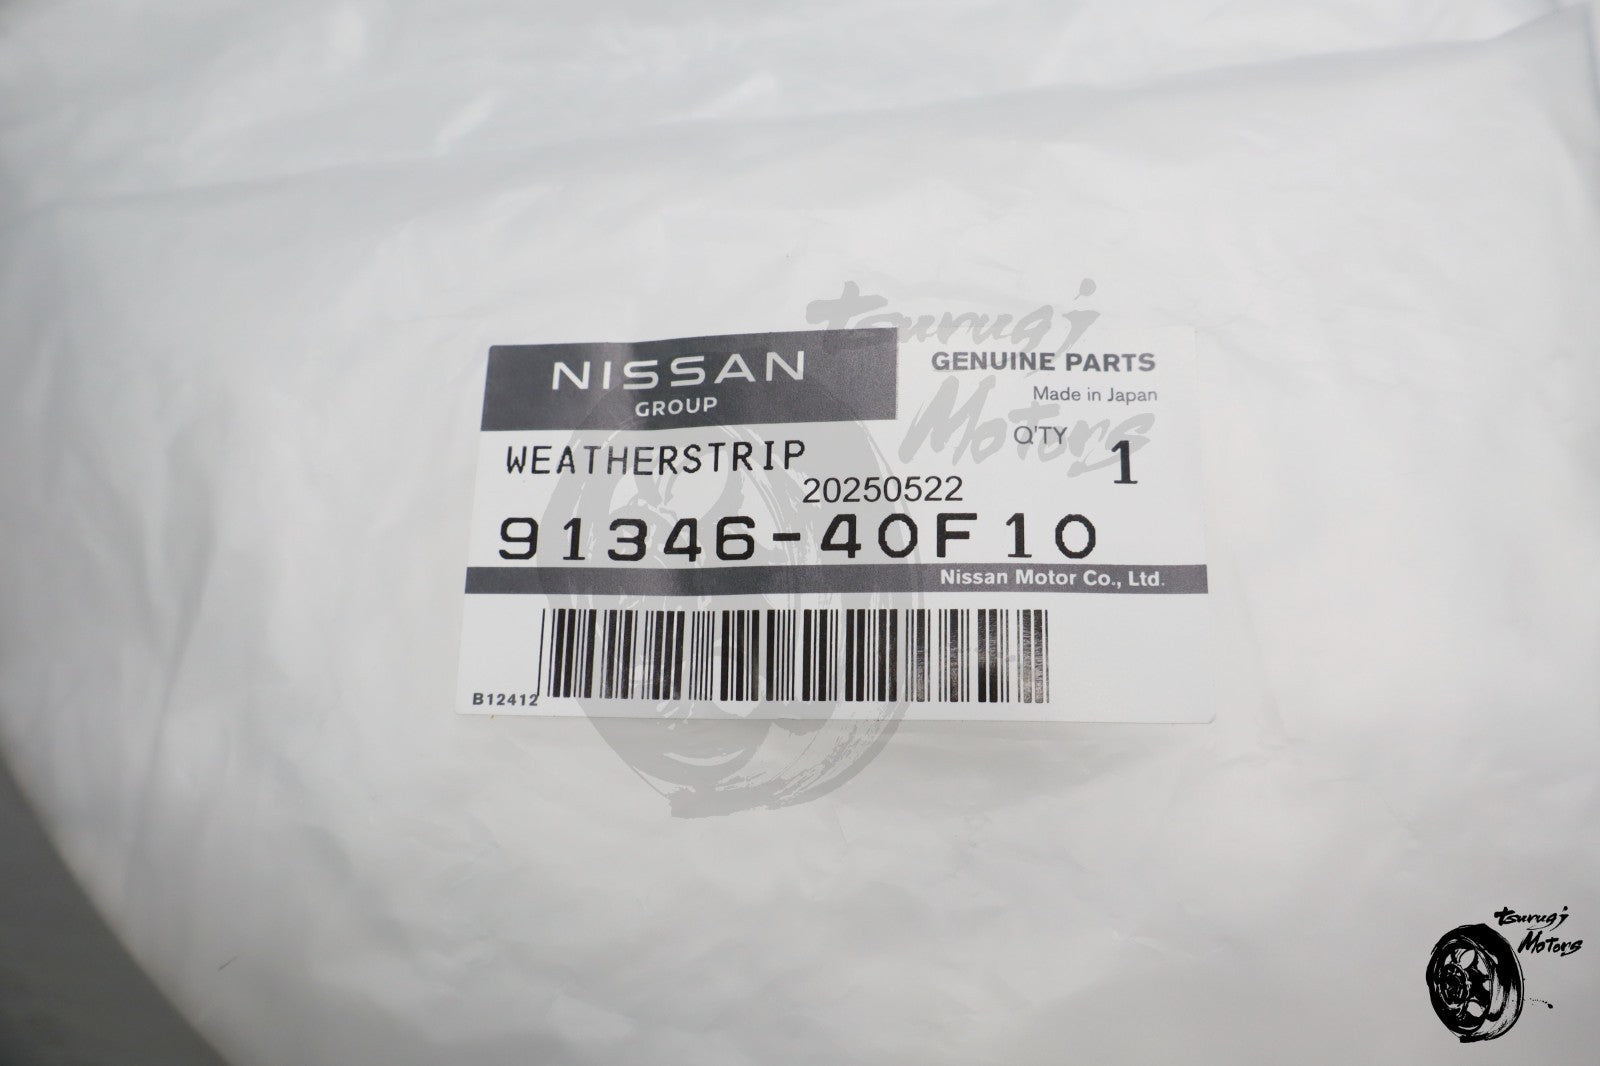 NISSAN
GROUP
GENUINE PARTS
Made in Japan
Q'TY
1
WEATHERSTRIP
20250522
91346-40F10
Nissan Motor Co., Ltd.
B12412
tsurugi
Motors
tsurugi
Motors